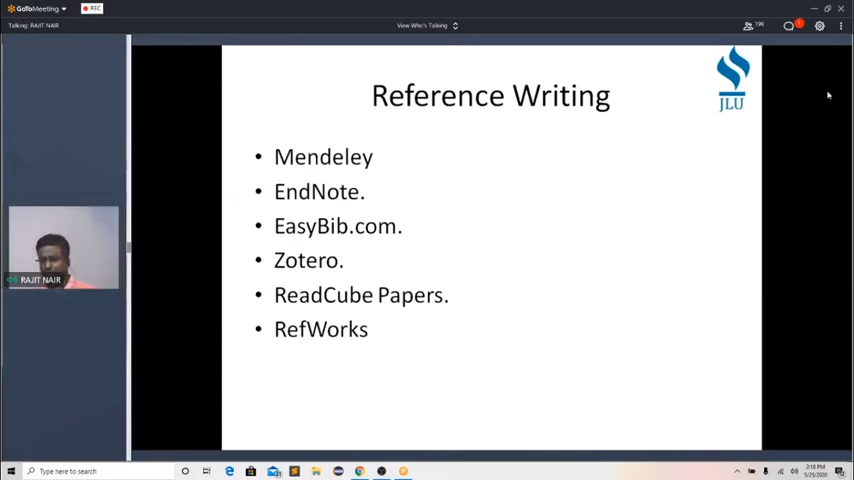 GoToMeeting
REC
Talking: RAJIT NAIR
View Who's Talking
196
1
Reference Writing
JLU
• Mendeley
• EndNote.
• EasyBib.com.
• Zotero.
• ReadCube Papers.
• RefWorks
RAJIT NAIR
Type here to search
2:18 PM
5/25/2020